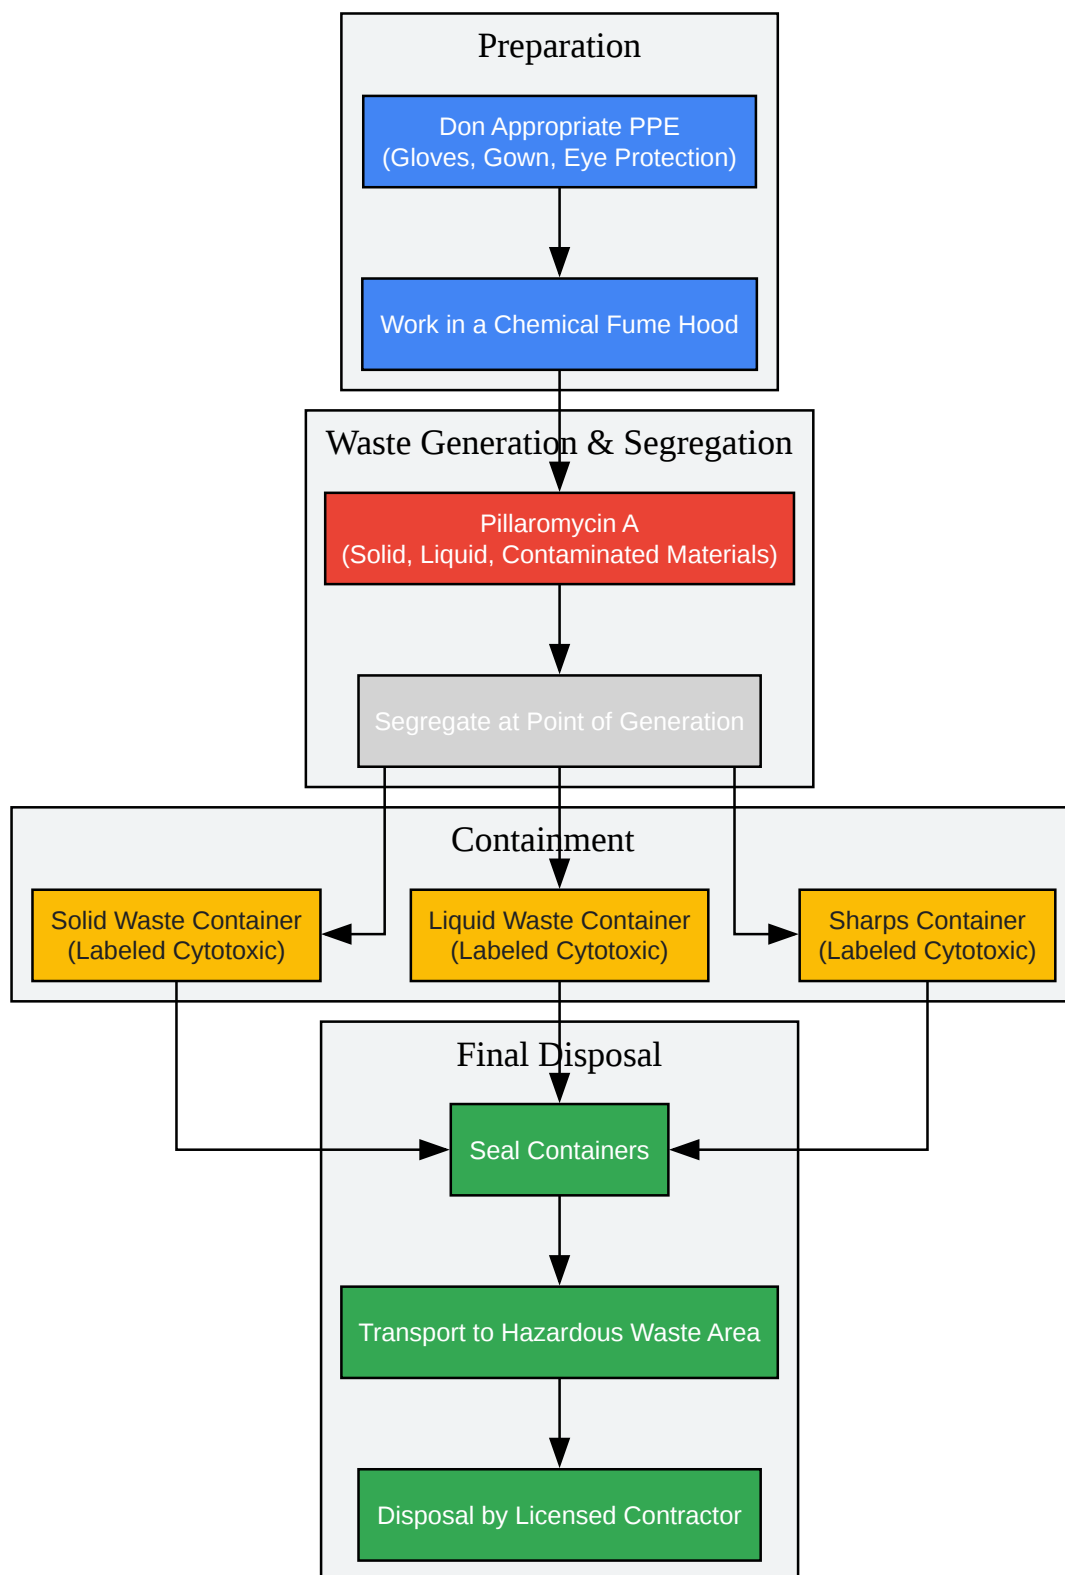 Preparation
Don Appropriate PPE
(Gloves, Gown, Eye Protection)
Work in a Chemical Fume Hood
Waste Generation & Segregation
Pillaromycin A
(Solid, Liquid, Contaminated Materials)
Segregate at Point of Generation
Containment
Solid Waste Container
(Labeled Cytotoxic)
Liquid Waste Container
(Labeled Cytotoxic)
Sharps Container
(Labeled Cytotoxic)
Final Disposal
Seal Containers
Transport to Hazardous Waste Area
Disposal by Licensed Contractor